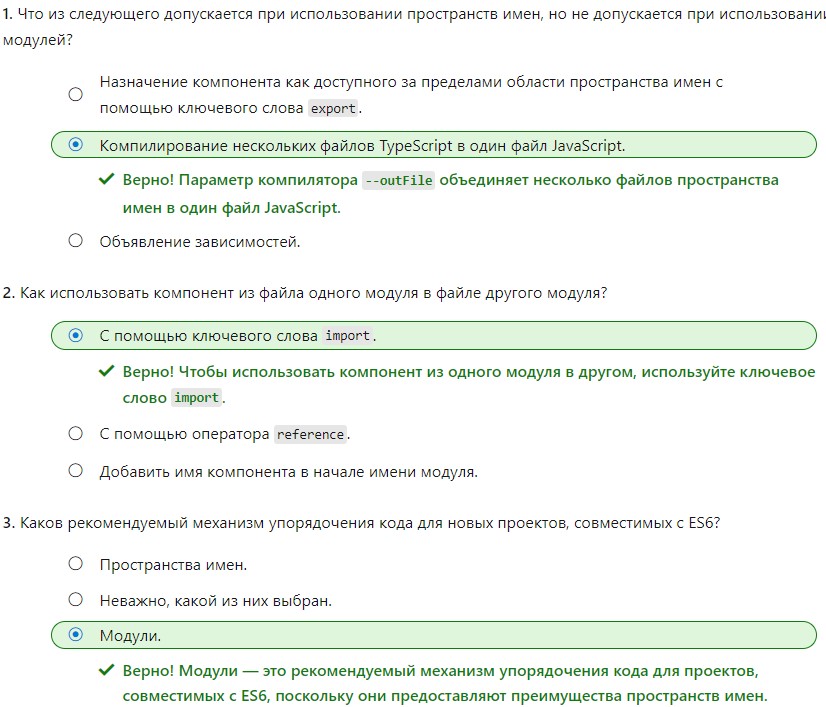 1. Что из следующего допускается при использовании пространств имен, но не допускается при использовании
модулей?
Назначение компонента как доступного за пределами области пространства имен с
помощью ключевого слова export.
Компилирование нескольких файлов TypeScript в один файл JavaScript.
Верно! Параметр компилятора --outFile объединяет несколько файлов пространства
имен в один файл JavaScript.
Объявление зависимостей.
2. Как использовать компонент из файла одного модуля в файле другого модуля?
С помощью ключевого слова import.
Верно! Чтобы использовать компонент из одного модуля в другом, используйте ключевое
слово import.
С помощью оператора reference.
Добавить имя компонента в начале имени модуля.
3. Каков рекомендуемый механизм упорядочения кода для новых проектов, совместимых с ES6?
Пространства имен.
Неважно, какой из них выбран.
Модули.
Верно! Модули — это рекомендуемый механизм упорядочения кода для проектов,
совместимых с ES6, поскольку они предоставляют преимущества пространств имен.